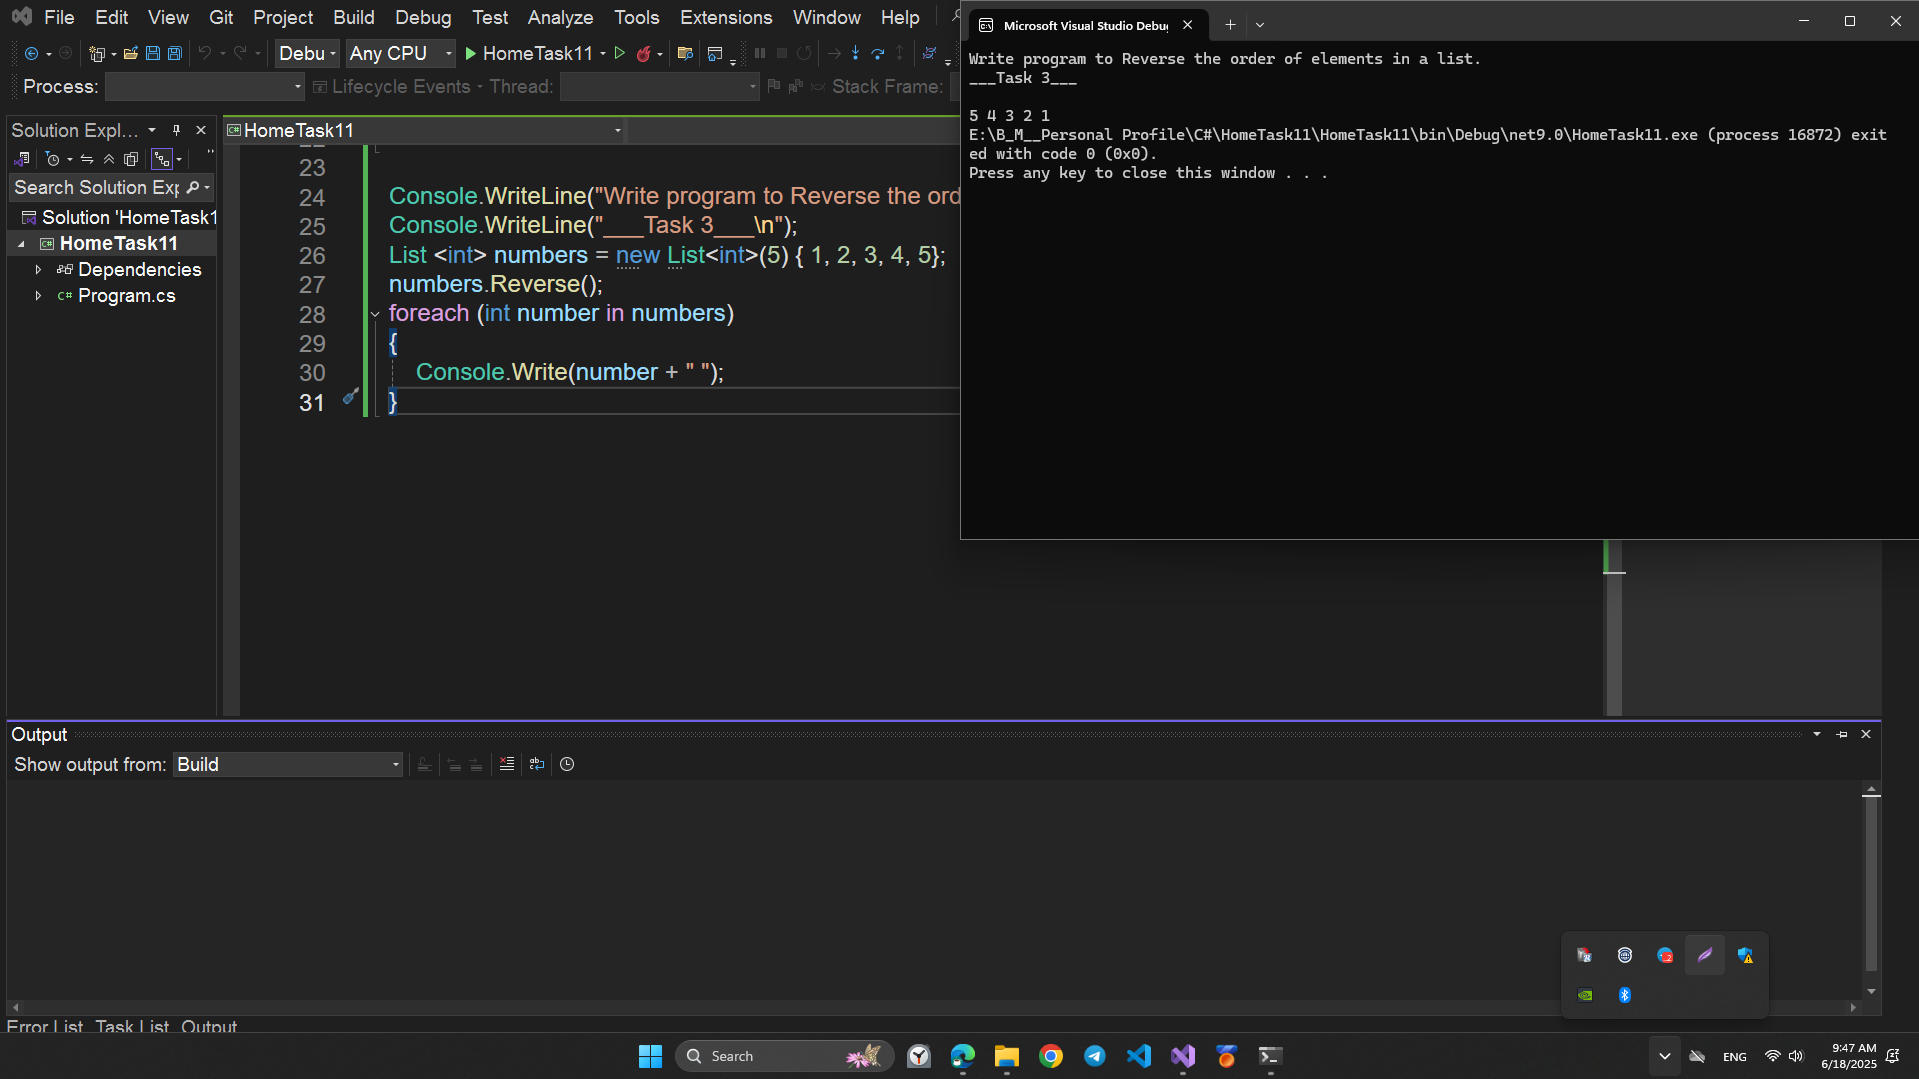 File Edit View Git Project Build Debug Test Analyze Tools Extensions Window Help
Debu Any CPU HomeTask11
Process: Lifecycle Events Thread: Stack Frame:
Microsoft Visual Studio Debu
Write program to Reverse the order of elements in a list.
___Task 3___
5 4 3 2 1
E:\B_M__Personal Profile\C#\HomeTask11\HomeTask11\bin\Debug\net9.0\HomeTask11.exe (process 16872) exit
ed with code 0 (0x0).
Press any key to close this window . . .
Solution Expl...
Search Solution Exp
Solution 'HomeTask1
HomeTask11
Dependencies
C# Program.cs
C# HomeTask11
23
24 Console.WriteLine("Write program to Reverse the ord
25 Console.WriteLine("___Task 3___\n");
26 List <int> numbers = new List<int>(5) { 1, 2, 3, 4, 5};
27 numbers.Reverse();
28 foreach (int number in numbers)
29 {
30 Console.Write(number + " ");
31 }
Output
Show output from: Build
Error List Task List Output
Search
ENG
9:47 AM
6/18/2025